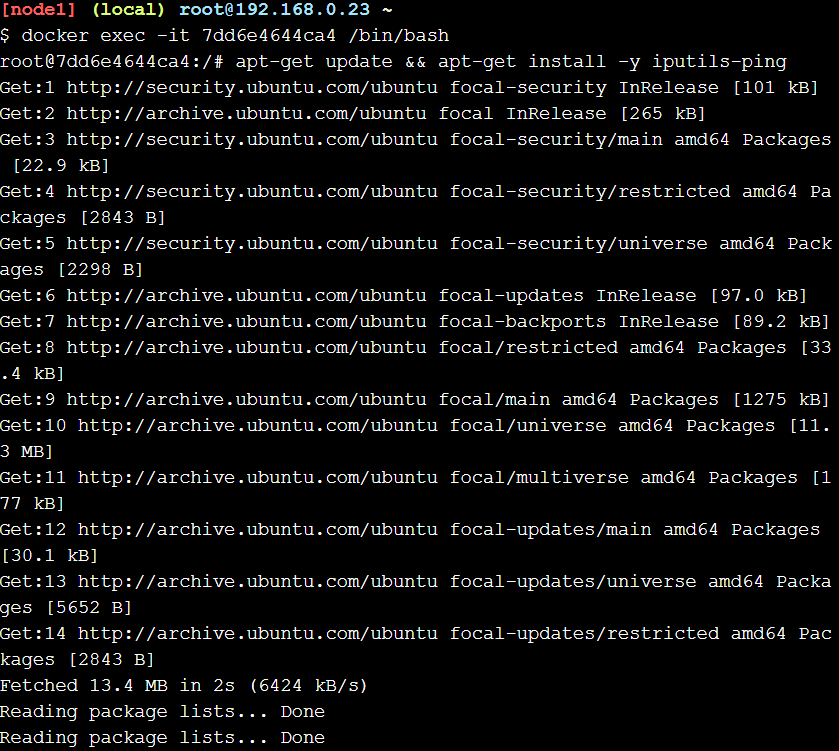 [node1] (local) root@192.168.0.23 ~
$ docker exec -it 7dd6e4644ca4 /bin/bash
root@7dd6e4644ca4:/# apt-get update && apt-get install -y iputils-ping
Get:1 http://security.ubuntu.com/ubuntu focal-security InRelease [101 kB]
Get:2 http://archive.ubuntu.com/ubuntu focal InRelease [265 kB]
Get:3 http://security.ubuntu.com/ubuntu focal-security/main amd64 Packages
 [22.9 kB]
Get:4 http://security.ubuntu.com/ubuntu focal-security/restricted amd64 Pa
ckages [2843 B]
Get:5 http://security.ubuntu.com/ubuntu focal-security/universe amd64 Pack
ages [2298 B]
Get:6 http://archive.ubuntu.com/ubuntu focal-updates InRelease [97.0 kB]
Get:7 http://archive.ubuntu.com/ubuntu focal-backports InRelease [89.2 kB]
Get:8 http://archive.ubuntu.com/ubuntu focal/restricted amd64 Packages [33
.4 kB]
Get:9 http://archive.ubuntu.com/ubuntu focal/main amd64 Packages [1275 kB]
Get:10 http://archive.ubuntu.com/ubuntu focal/universe amd64 Packages [11.
3 MB]
Get:11 http://archive.ubuntu.com/ubuntu focal/multiverse amd64 Packages [1
77 kB]
Get:12 http://archive.ubuntu.com/ubuntu focal-updates/main amd64 Packages
[30.1 kB]
Get:13 http://archive.ubuntu.com/ubuntu focal-updates/universe amd64 Packa
ges [5652 B]
Get:14 http://archive.ubuntu.com/ubuntu focal-updates/restricted amd64 Pac
kages [2843 B]
Fetched 13.4 MB in 2s (6424 kB/s)
Reading package lists... Done
Reading package lists... Done